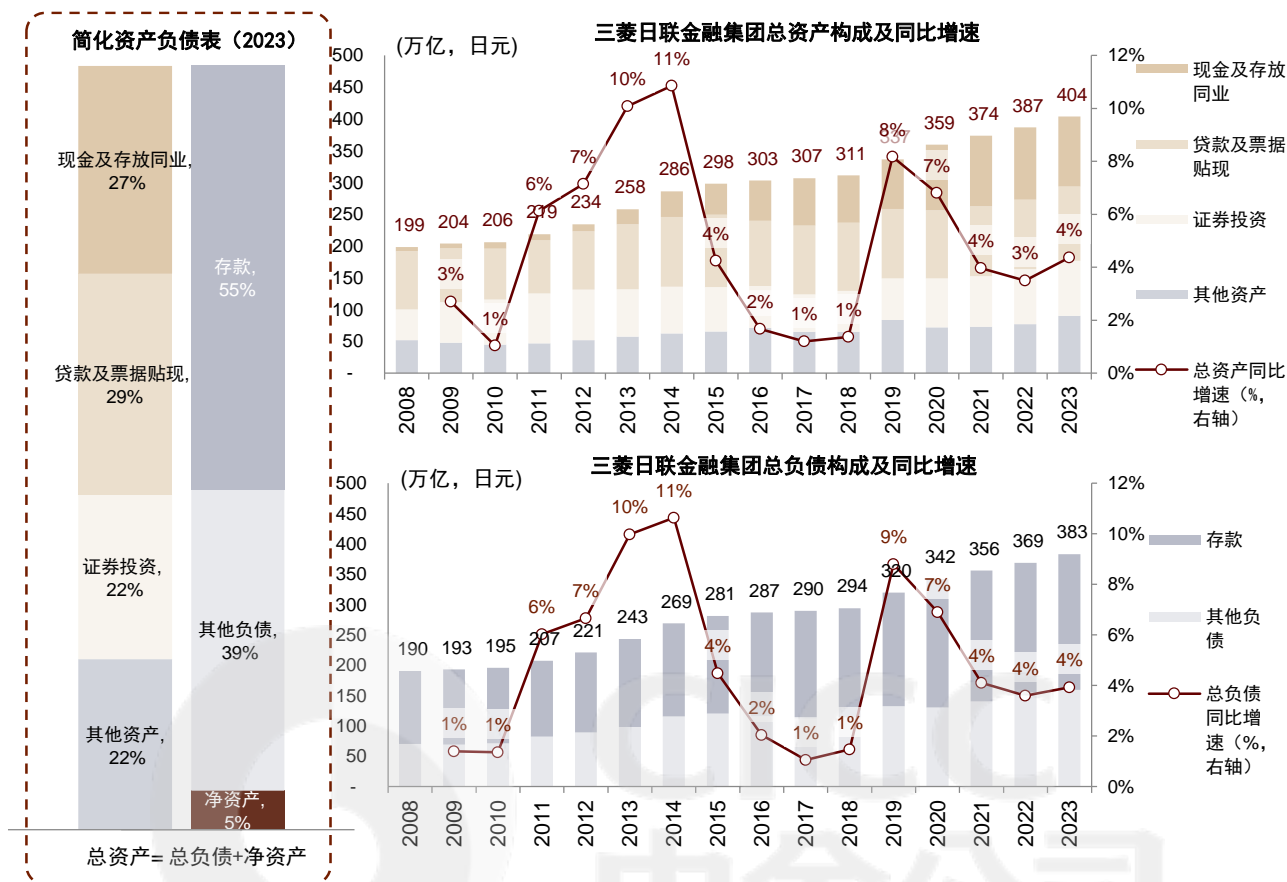 简化资产负债表（2023）
现金及存放同业,
27%
贷款及票据贴现,
29%
证券投资,
22%
其他资产,
22%
存款,
55%
其他负债,
39%
净资产,
5%
总资产= 总负债+净资产
三菱日联金融集团总资产构成及同比增速
(万亿，日元)
500
450
400
350
300
250
200
150
100
50
-
199 204 206 219 234 258 286 298 303 307 311 337 359 374 387 404
3% 1% 6% 7% 10% 11% 4% 2% 1% 1% 8% 7% 4% 3% 4%
12%
10%
8%
6%
4%
2%
0%
2008 2009 2010 2011 2012 2013 2014 2015 2016 2017 2018 2019 2020 2021 2022 2023
现金及存放
同业
贷款及票据
贴现
证券投资
其他资产
总资产同比
增速（%，
右轴）
三菱日联金融集团总负债构成及同比增速
(万亿，日元)
500
450
400
350
300
250
200
150
100
50
-
190 193 195 207 221 243 269 281 287 290 294 320 342 356 369 383
1% 1% 6% 7% 10% 11% 4% 2% 1% 1% 9% 7% 4% 4% 4%
12%
10%
8%
6%
4%
2%
0%
2008 2009 2010 2011 2012 2013 2014 2015 2016 2017 2018 2019 2020 2021 2022 2023
存款
其他负
债
总负债
同比增
速（%，
右轴）
CICC
中金公司